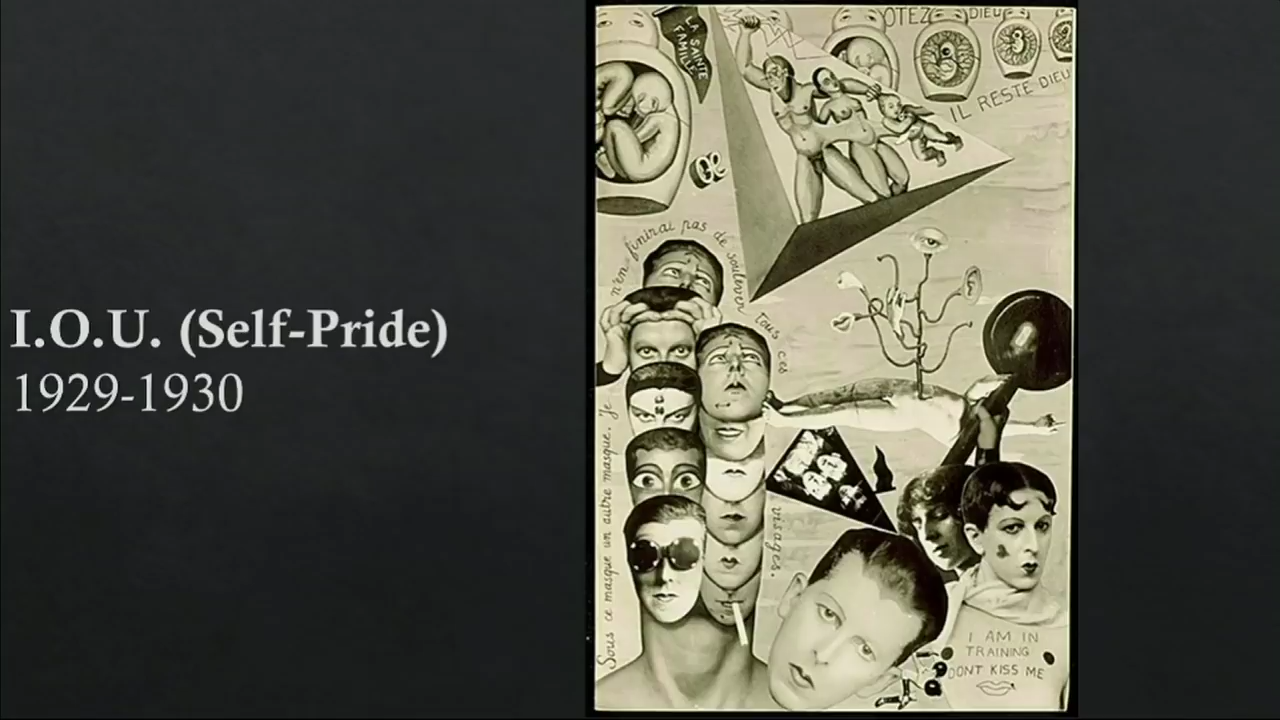 I.O.U. (Self-Pride)
1929-1930
LA SAINTE
FAMILLE
OTEZ DIEU
IL RESTE DIEU
Sous ce masque un autre masque. Je n'en finirai pas de soulever tous ces visages.
I AM IN
TRAINING
DONT KISS ME